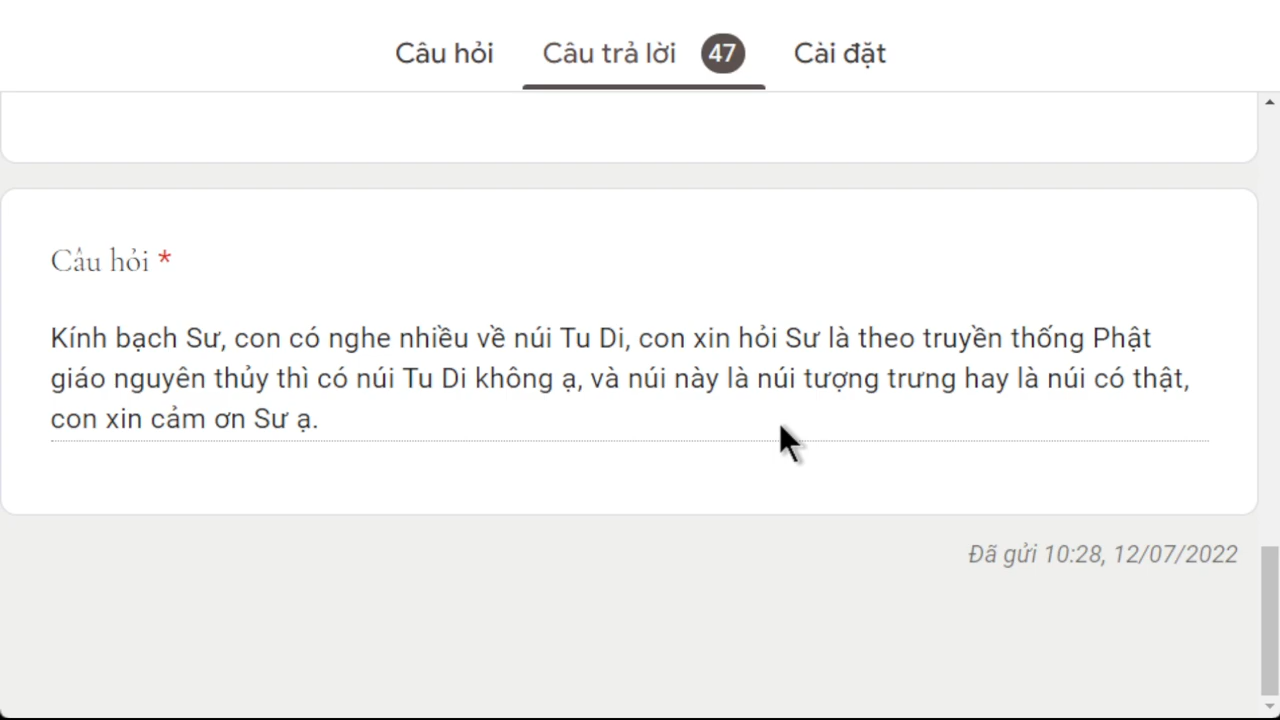 Câu hỏi Câu trả lời 47 Cài đặt
Câu hỏi *
Kính bạch Sư, con có nghe nhiều về núi Tu Di, con xin hỏi Sư là theo truyền thống Phật
giáo nguyên thủy thì có núi Tu Di không ạ, và núi này là núi tượng trưng hay là núi có thật,
con xin cảm ơn Sư ạ.
Đã gửi 10:28, 12/07/2022